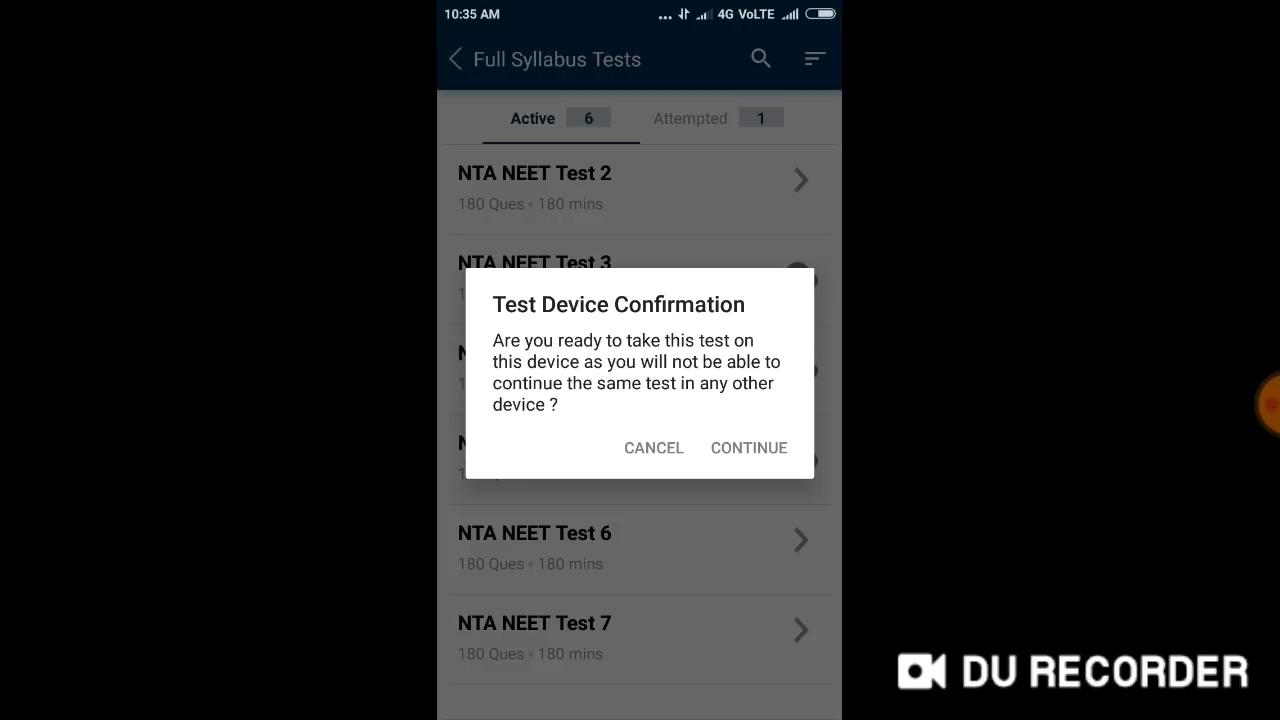 10:35 AM
4G VoLTE
Full Syllabus Tests
Active 6
Attempted 1
NTA NEET Test 2
180 Ques • 180 mins
NTA NEET Test 3
Test Device Confirmation
Are you ready to take this test on
this device as you will not be able to
continue the same test in any other
device ?
CANCEL CONTINUE
NTA NEET Test 6
180 Ques • 180 mins
NTA NEET Test 7
180 Ques • 180 mins
DU RECORDER